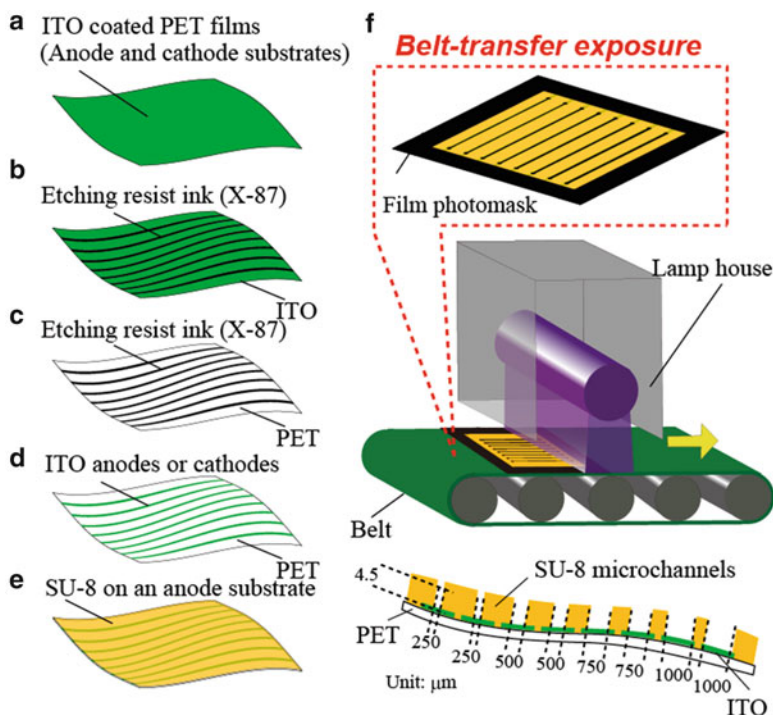 a
ITO coated PET films
(Anode and cathode substrates)
b
Etching resist ink (X-87)
ITO
c
Etching resist ink (X-87)
PET
d
ITO anodes or cathodes
PET
e
SU-8 on an anode substrate
f
Belt-transfer exposure
Film photomask
Lamp house
Belt
SU-8 microchannels
4.5
PET
250
250
500
500
750
750
1000
1000
Unit: μm
ITO